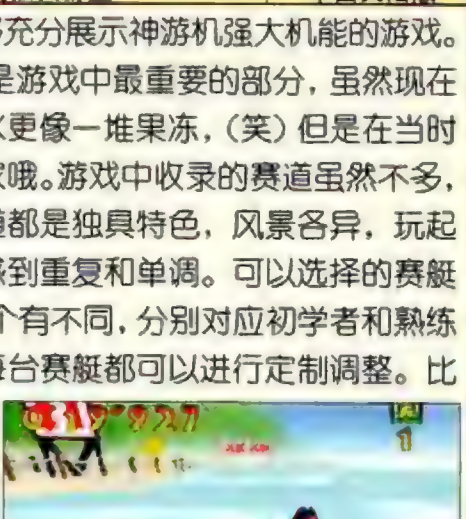 充分展示神游机强大机能的游戏。
是游戏中最重要的部分，虽然现在
更像一堆果冻，（笑）但是在当时
哦。游戏中收录的赛道虽然不多，
都是独具特色，风景各异，玩起
感到重复和单调。可以选择的赛艇
个有不同，分别对应初学者和熟练
每台赛艇都可以进行定制调整。比
1